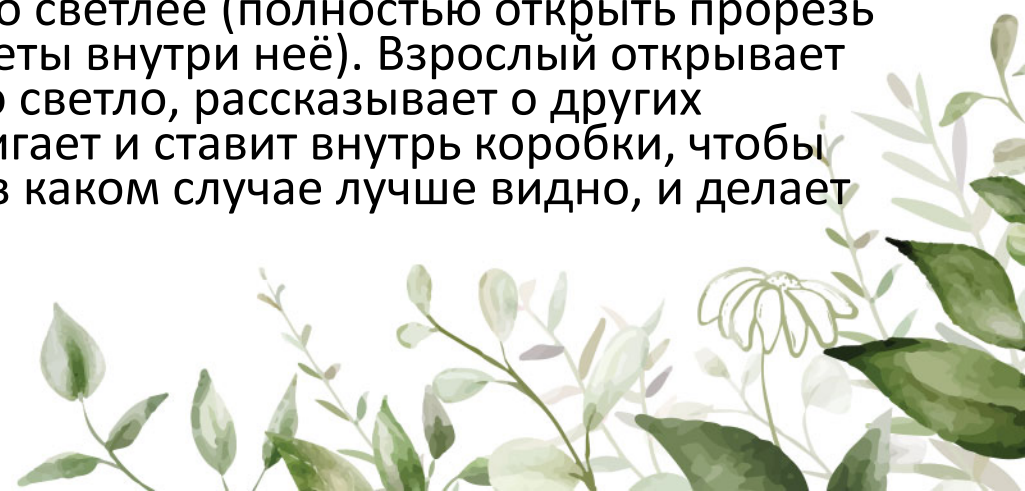 о светлее (полностью открыть прорезь
еты внутри неё). Взрослый открывает
о светло, рассказывает о других
игает и ставит внутрь коробки, чтобы
в каком случае лучше видно, и делает